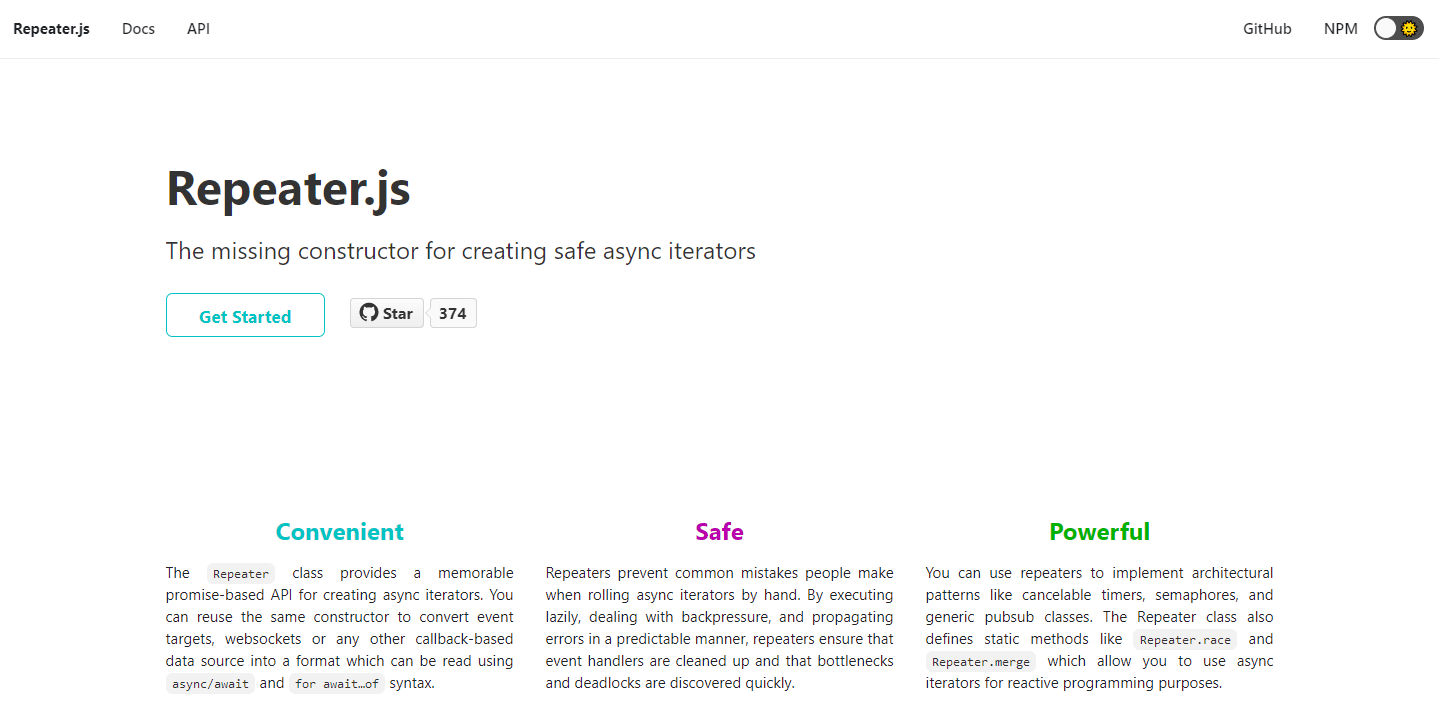 Repeater.js Docs API GitHub NPM
Repeater.js
The missing constructor for creating safe async iterators
Get Started Star 374
Convenient
The Repeater class provides a memorable
promise-based API for creating async iterators. You
can reuse the same constructor to convert event
targets, websockets or any other callback-based
data source into a format which can be read using
async/await and for await…of syntax.
Safe
Repeaters prevent common mistakes people make
when rolling async iterators by hand. By executing
lazily, dealing with backpressure, and propagating
errors in a predictable manner, repeaters ensure that
event handlers are cleaned up and that bottlenecks
and deadlocks are discovered quickly.
Powerful
You can use repeaters to implement architectural
patterns like cancelable timers, semaphores, and
generic pubsub classes. The Repeater class also
defines static methods like Repeater.race and
Repeater.merge which allow you to use async
iterators for reactive programming purposes.